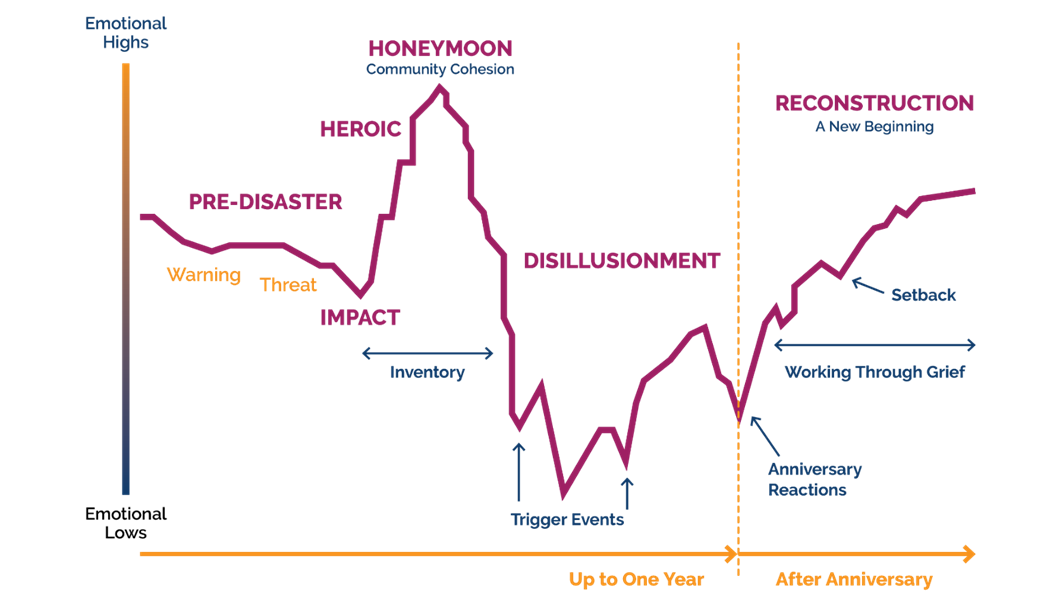 Emotional
Highs
HONEYMOON
Community Cohesion
HEROIC
RECONSTRUCTION
A New Beginning
PRE-DISASTER
Warning
Threat
IMPACT
DISILLUSIONMENT
Setback
Inventory
Working Through Grief
Anniversary
Reactions
Emotional
Lows
Trigger Events
Up to One Year
After Anniversary